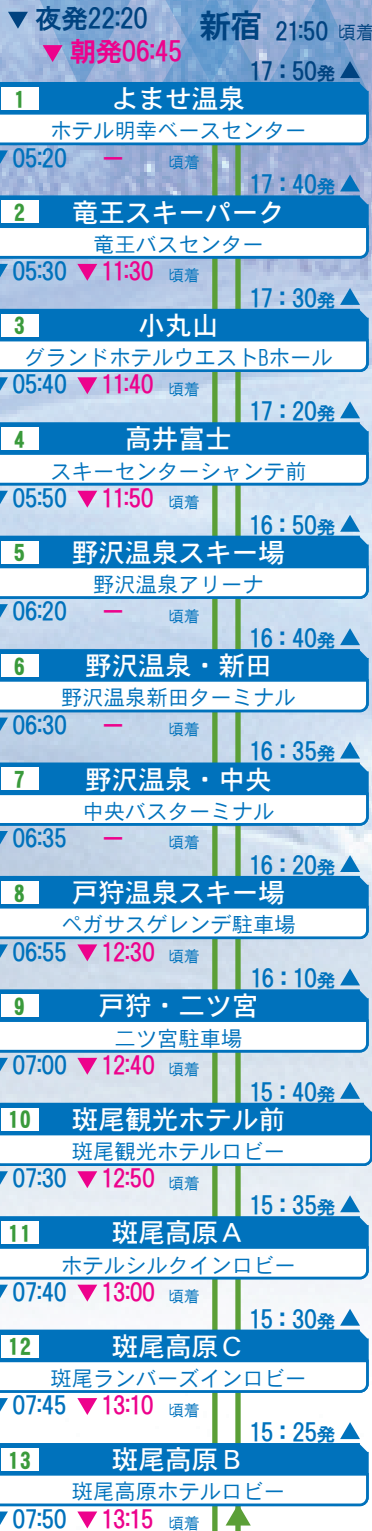 ▼ 夜発22:20
▼ 朝発06:45
新宿 21:50 頃着
17:50発 ▲
1 よませ温泉
ホテル明幸ベースセンター
▼ 05:20 — 頃着
17:40発 ▲
2 竜王スキーパーク
竜王バスセンター
▼ 05:30 ▼ 11:30 頃着
17:30発 ▲
3 小丸山
グランドホテルウエストBホール
▼ 05:40 ▼ 11:40 頃着
17:20発 ▲
4 高井富士
スキーセンターシャンテ前
▼ 05:50 ▼ 11:50 頃着
16:50発 ▲
5 野沢温泉スキー場
野沢温泉アリーナ
▼ 06:20 — 頃着
16:40発 ▲
6 野沢温泉・新田
野沢温泉新田ターミナル
▼ 06:30 — 頃着
16:35発 ▲
7 野沢温泉・中央
中央バスターミナル
▼ 06:35 — 頃着
16:20発 ▲
8 戸狩温泉スキー場
ペガサスゲレンデ駐車場
▼ 06:55 ▼ 12:30 頃着
16:10発 ▲
9 戸狩・二ツ宮
二ツ宮駐車場
▼ 07:00 ▼ 12:40 頃着
15:40発 ▲
10 斑尾観光ホテル前
斑尾観光ホテルロビー
▼ 07:30 ▼ 12:50 頃着
15:35発 ▲
11 斑尾高原A
ホテルシルクインロビー
▼ 07:40 ▼ 13:00 頃着
15:30発 ▲
12 斑尾高原C
斑尾ランバーズインロビー
▼ 07:45 ▼ 13:10 頃着
15:25発 ▲
13 斑尾高原B
斑尾高原ホテルロビー
▼ 07:50 ▼ 13:15 頃着